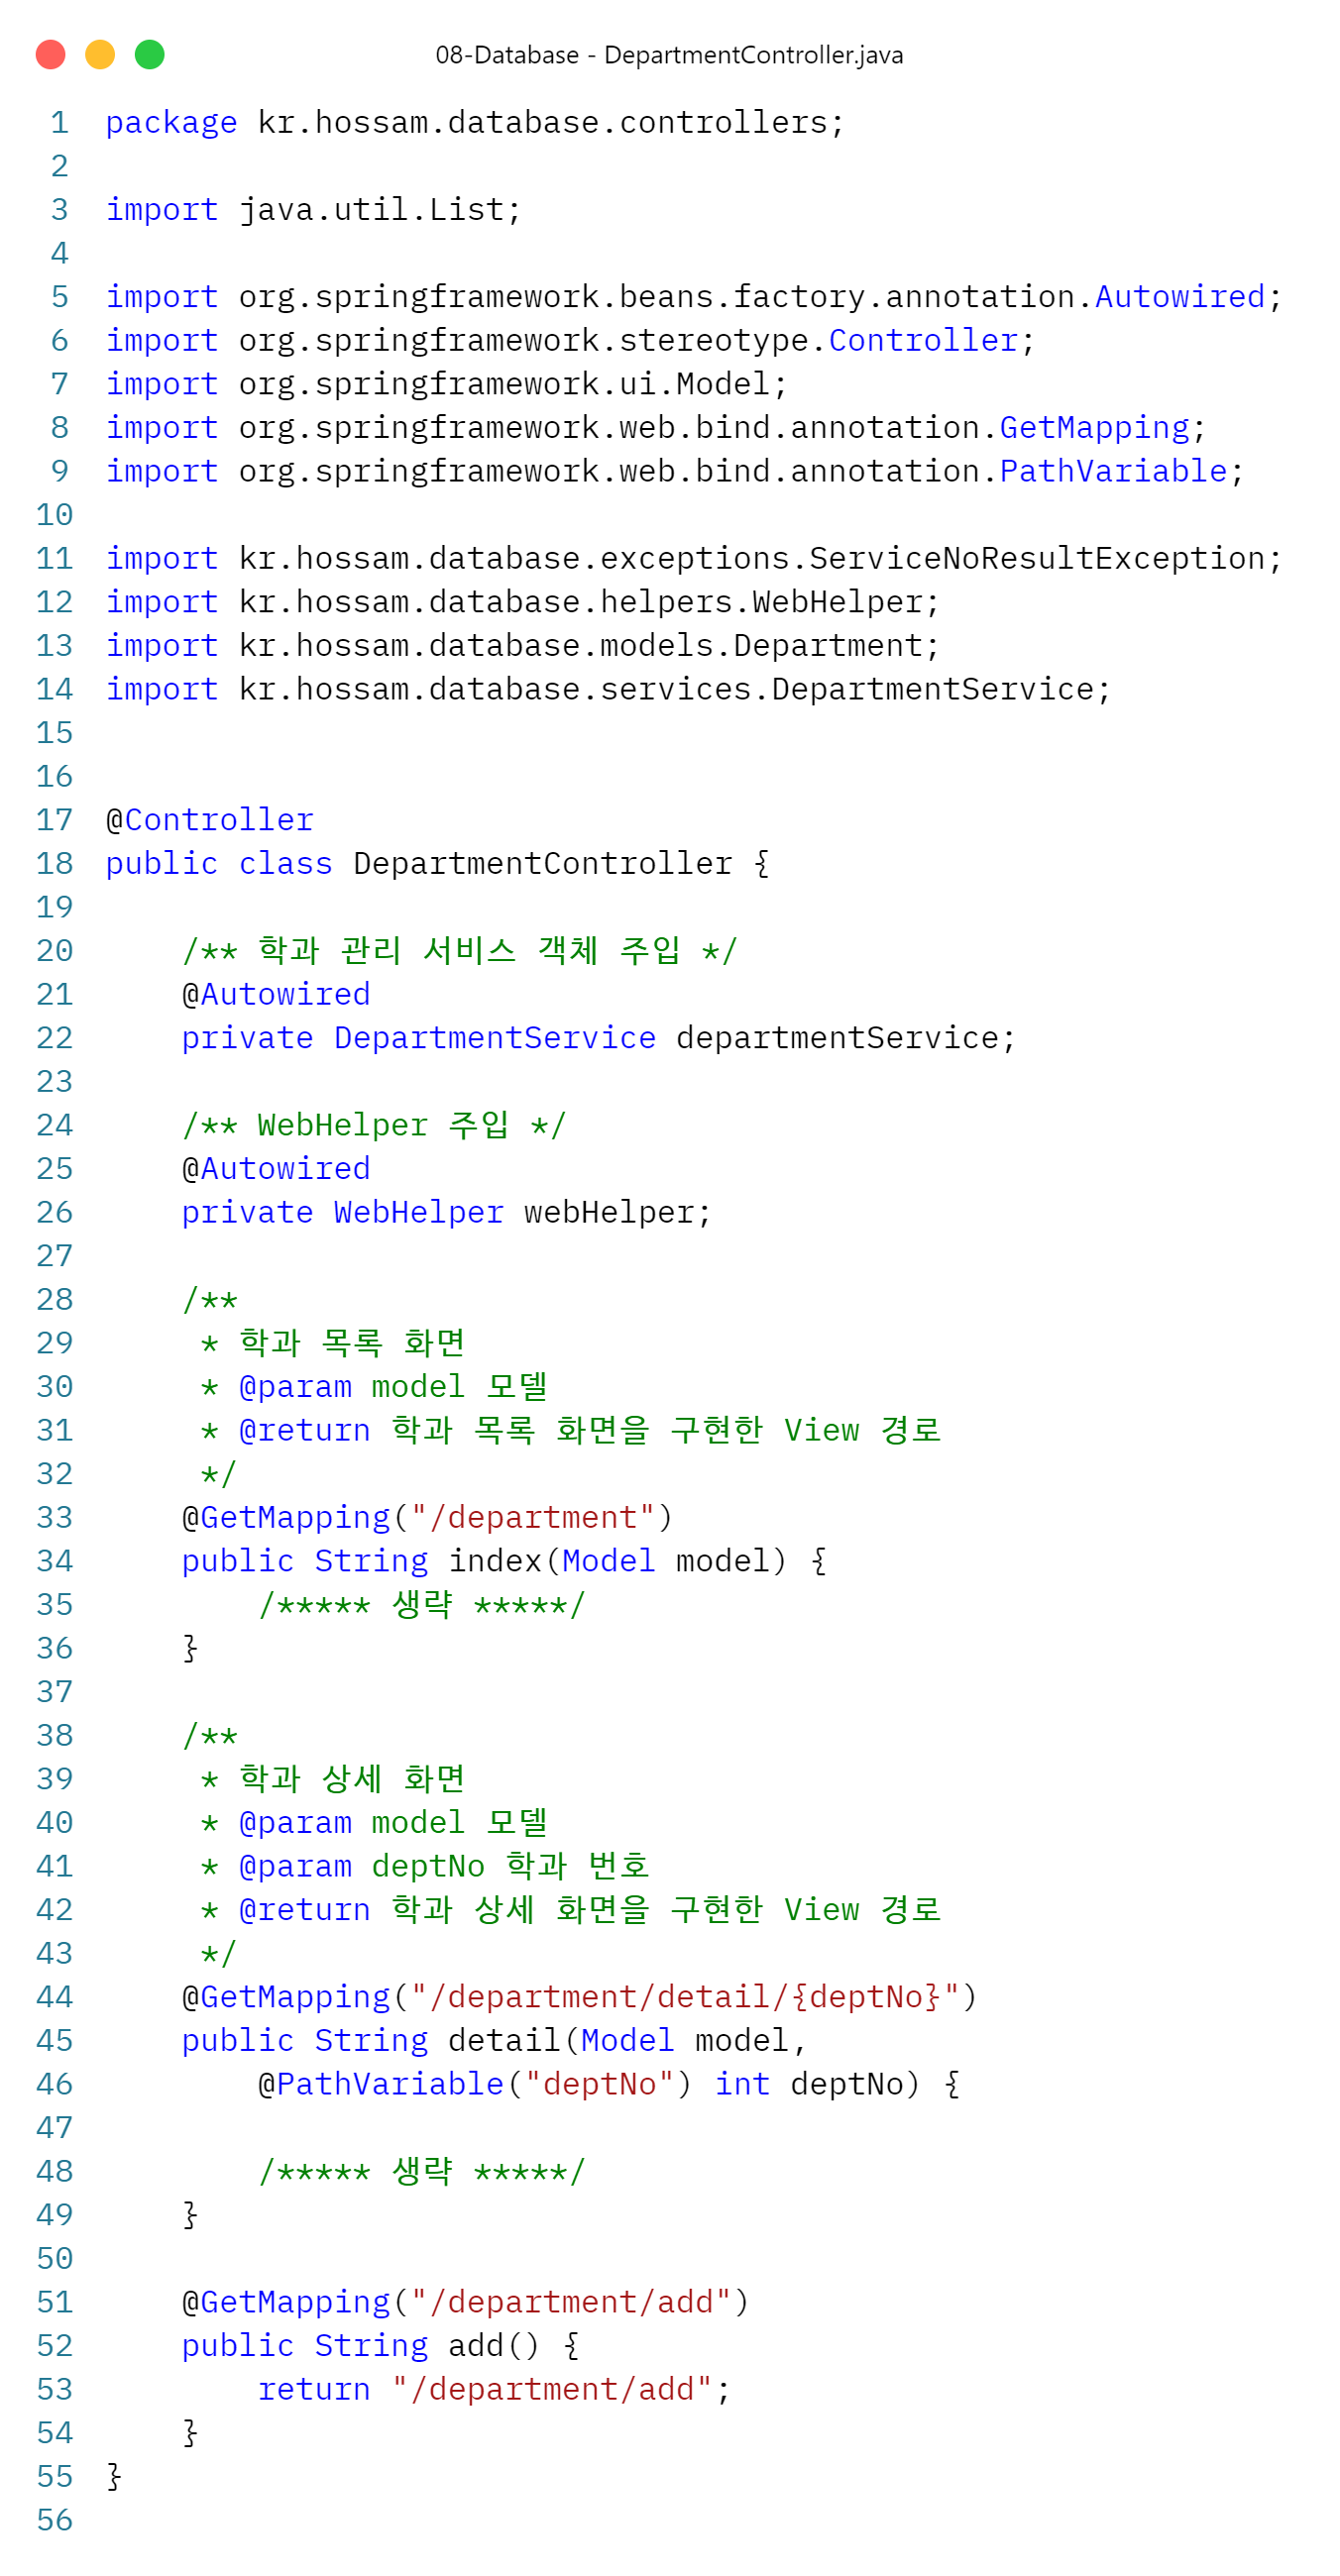 08-Database - DepartmentController.java
1 package kr.hossam.database.controllers;
2
3 import java.util.List;
4
5 import org.springframework.beans.factory.annotation.Autowired;
6 import org.springframework.stereotype.Controller;
7 import org.springframework.ui.Model;
8 import org.springframework.web.bind.annotation.GetMapping;
9 import org.springframework.web.bind.annotation.PathVariable;
10
11 import kr.hossam.database.exceptions.ServiceNoResultException;
12 import kr.hossam.database.helpers.WebHelper;
13 import kr.hossam.database.models.Department;
14 import kr.hossam.database.services.DepartmentService;
15
16
17 @Controller
18 public class DepartmentController {
19
20     /** 학과 관리 서비스 객체 주입 */
21     @Autowired
22     private DepartmentService departmentService;
23
24     /** WebHelper 주입 */
25     @Autowired
26     private WebHelper webHelper;
27
28     /**
29      * 학과 목록 화면
30      * @param model 모델
31      * @return 학과 목록 화면을 구현한 View 경로
32      */
33     @GetMapping("/department")
34     public String index(Model model) {
35         /***** 생략 *****/
36     }
37
38     /**
39      * 학과 상세 화면
40      * @param model 모델
41      * @param deptNo 학과 번호
42      * @return 학과 상세 화면을 구현한 View 경로
43      */
44     @GetMapping("/department/detail/{deptNo}")
45     public String detail(Model model,
46         @PathVariable("deptNo") int deptNo) {
47
48         /***** 생략 *****/
49     }
50
51     @GetMapping("/department/add")
52     public String add() {
53         return "/department/add";
54     }
55 }
56